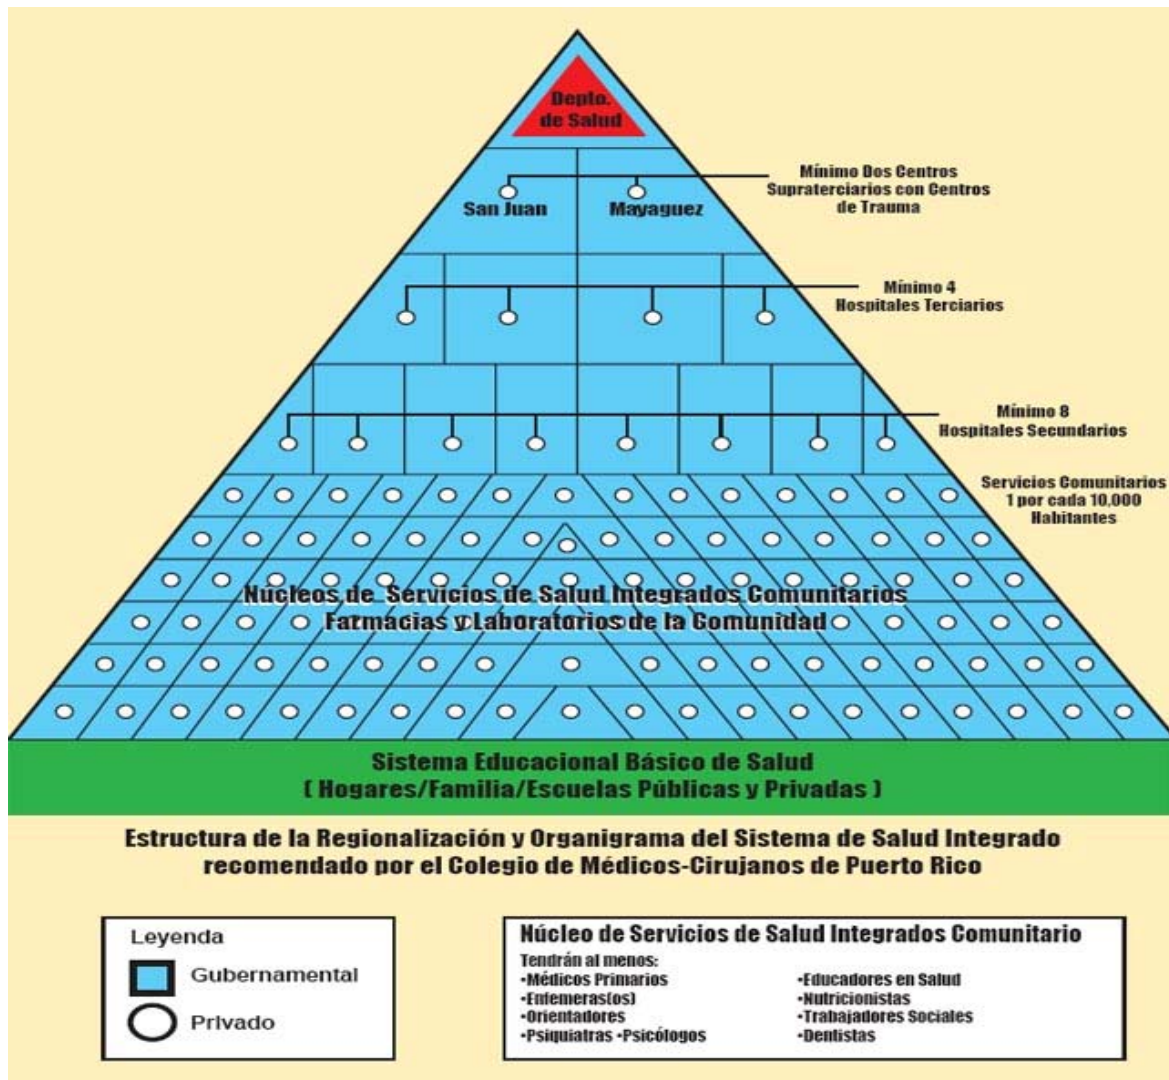 Depto.
de Salud
Mínimo Dos Centros
Supraterciarios con Centros
de Trauma
San Juan
Mayaguez
Mínimo 4
Hospitales Terciarios
Mínimo 8
Hospitales Secundarios
Servicios Comunitarios
1 por cada 10,000
Habitantes
Núcleos de Servicios de Salud Integrados Comunitarios
Farmacias y Laboratorios de la Comunidad
Sistema Educacional Básico de Salud
( Hogares/Familia/Escuelas Públicas y Privadas )
Estructura de la Regionalización y Organigrama del Sistema de Salud Integrado
recomendado por el Colegio de Médicos-Cirujanos de Puerto Rico
Leyenda
Gubernamental
Privado
Núcleo de Servicios de Salud Integrados Comunitario
Tendrán al menos:
•Médicos Primarios
•Enfemeras(os)
•Orientadores
•Psiquiatras •Psicólogos
•Educadores en Salud
•Nutricionistas
•Trabajadores Sociales
•Dentistas